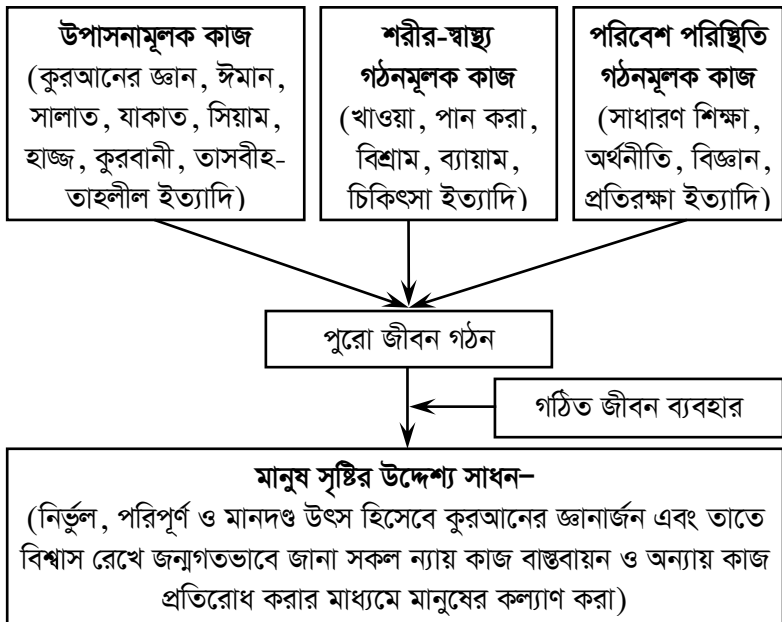 উপাসনামূলক কাজ
(কুরআনের জ্ঞান, ঈমান,
সালাত, যাকাত, সিয়াম,
হাজ্জ, কুরবানী, তাসবীহ-
তাহলীল ইত্যাদি)
শরীর-স্বাস্থ্য
গঠনমূলক কাজ
(খাওয়া, পান করা,
বিশ্রাম, ব্যায়াম,
চিকিৎসা ইত্যাদি)
পরিবেশ পরিস্থিতি
গঠনমূলক কাজ
(সাধারণ শিক্ষা,
অর্থনীতি, বিজ্ঞান,
প্রতিরক্ষা ইত্যাদি)
পুরো জীবন গঠন
গঠিত জীবন ব্যবহার
মানুষ সৃষ্টির উদ্দেশ্য সাধন–
(নির্ভুল, পরিপূর্ণ ও মানদণ্ড উৎস হিসেবে কুরআনের জ্ঞানার্জন এবং তাতে
বিশ্বাস রেখে জন্মগতভাবে জানা সকল ন্যায় কাজ বাস্তবায়ন ও অন্যায় কাজ
প্রতিরোধ করার মাধ্যমে মানুষের কল্যাণ করা)